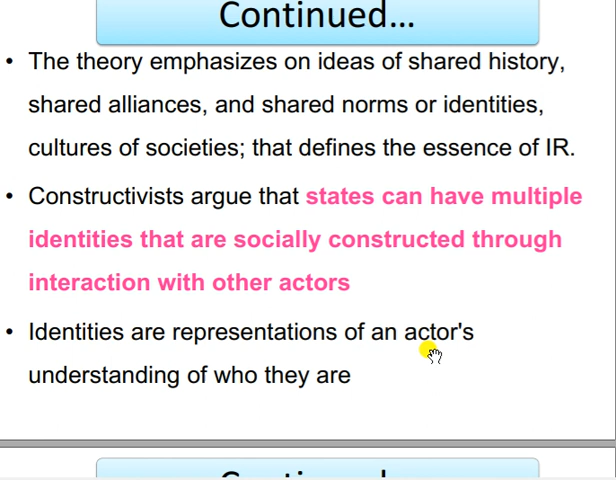 Continued...
• The theory emphasizes on ideas of shared history,
shared alliances, and shared norms or identities,
cultures of societies; that defines the essence of IR.
• Constructivists argue that states can have multiple
identities that are socially constructed through
interaction with other actors
• Identities are representations of an actor's
understanding of who they are